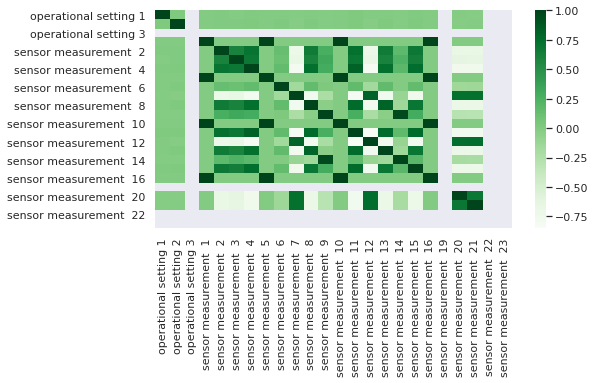 operational setting 1
operational setting 3
sensor measurement  2
sensor measurement  4
sensor measurement  6
sensor measurement  8
sensor measurement  10
sensor measurement  12
sensor measurement  14
sensor measurement  16
sensor measurement  20
sensor measurement  22
operational setting 1
operational setting 2
operational setting 3
sensor measurement  1
sensor measurement  2
sensor measurement  3
sensor measurement  4
sensor measurement  5
sensor measurement  6
sensor measurement  7
sensor measurement  8
sensor measurement  9
sensor measurement  10
sensor measurement  11
sensor measurement  12
sensor measurement  13
sensor measurement  14
sensor measurement  15
sensor measurement  16
sensor measurement  19
sensor measurement  20
sensor measurement  21
sensor measurement  22
sensor measurement  23
1.00
0.75
0.50
0.25
0.00
−0.25
−0.50
−0.75